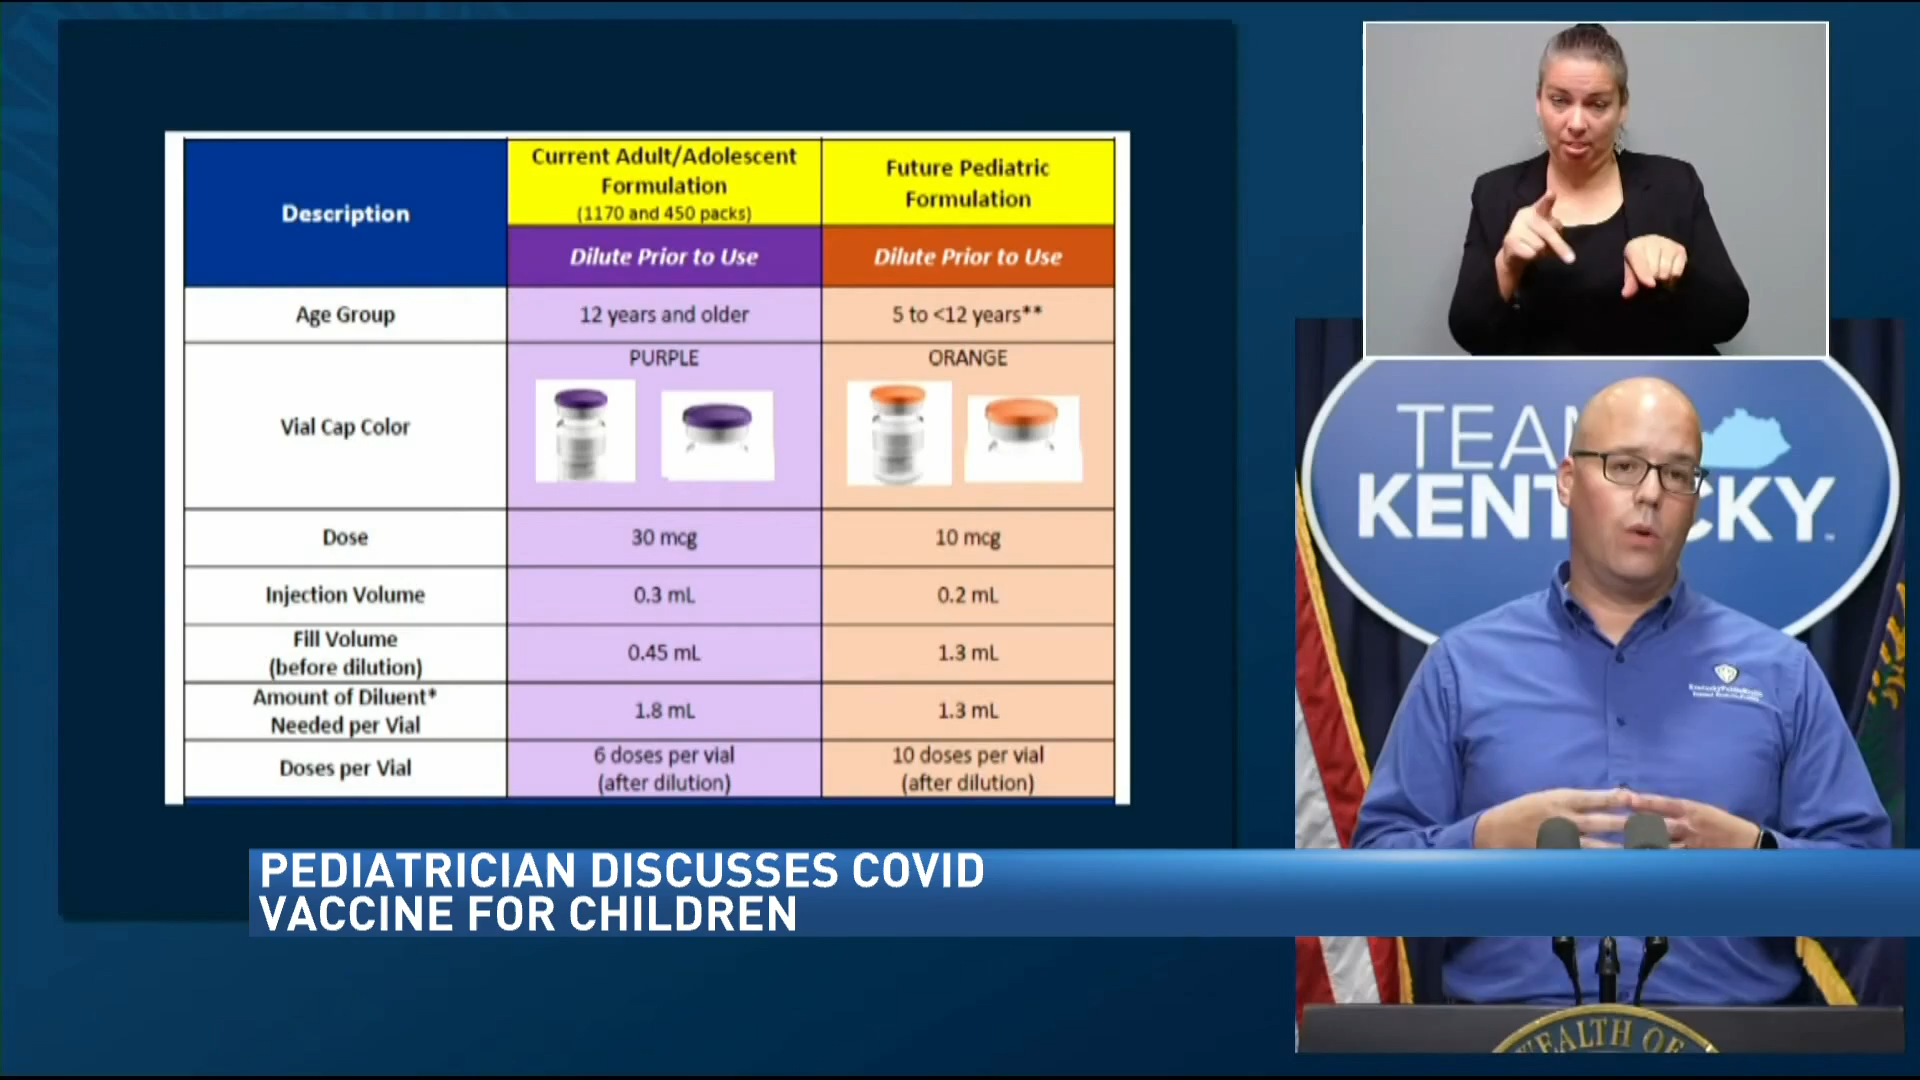 Description
Current Adult/Adolescent
Formulation
(1170 and 450 packs)
Future Pediatric
Formulation
Dilute Prior to Use
Dilute Prior to Use
Age Group
12 years and older
5 to <12 years**
Vial Cap Color
PURPLE
ORANGE
Dose
30 mcg
10 mcg
Injection Volume
0.3 mL
0.2 mL
Fill Volume
(before dilution)
0.45 mL
1.3 mL
Amount of Diluent*
Needed per Vial
1.8 mL
1.3 mL
Doses per Vial
6 doses per vial
(after dilution)
10 doses per vial
(after dilution)
TEAM
KENT CKY™
PEDIATRICIAN DISCUSSES COVID
VACCINE FOR CHILDREN
WEALTH OF